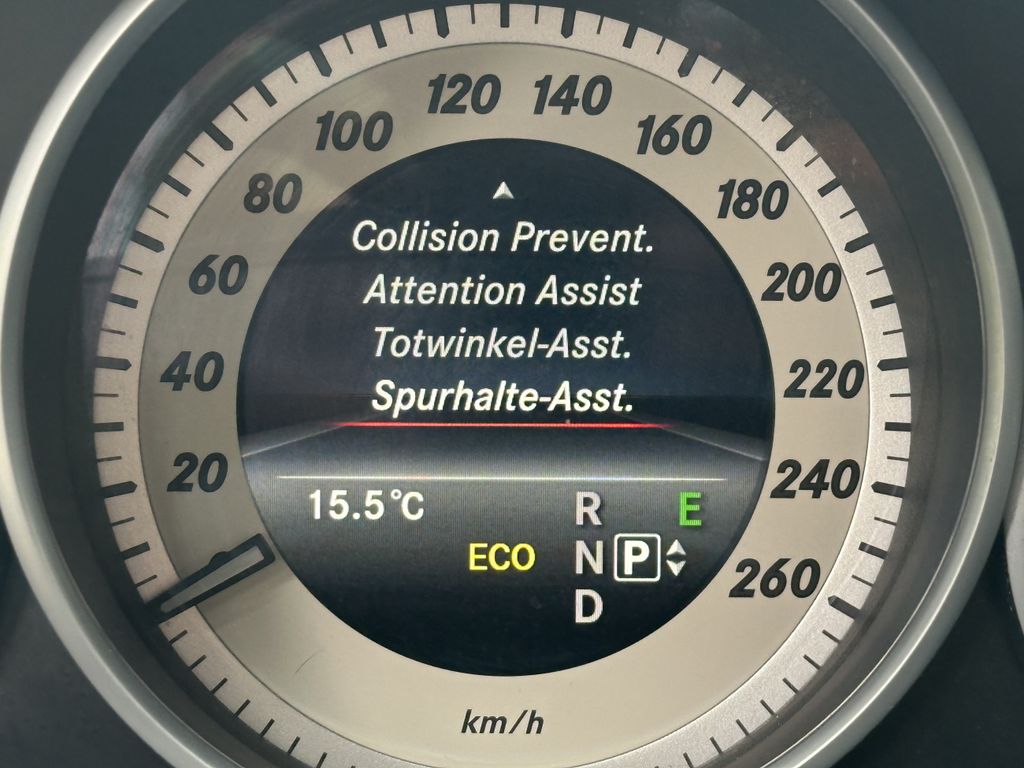 120 140
100 160
80 180
60 200
40 220
20 240
260
Collision Prevent.
Attention Assist
Totwinkel-Asst.
Spurhalte-Asst.
15.5°C
R E
ECO N P
D
km/h